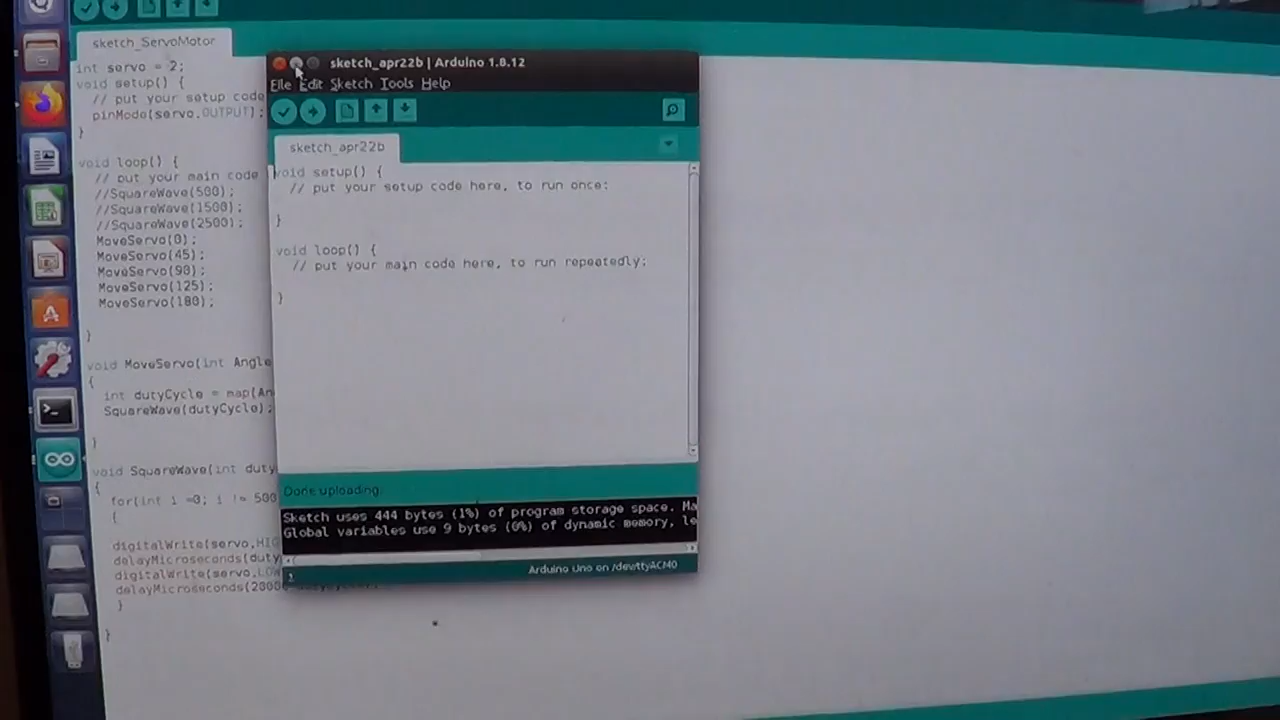 sketch_ServoMotor
int servo = 2;
void setup() {
// put your setup code
pinMode(servo,OUTPUT);
}
void loop() {
// put your main code
//SquareWave(500);
//SquareWave(1500);
//SquareWave(2500);
MoveServo(0);
MoveServo(45);
MoveServo(90);
MoveServo(125);
MoveServo(180);
}
void MoveServo(int Angle
{
int dutyCycle = map(An
SquareWave(dutyCycle);
}
void SquareWave(int duty
{
for(int i =0; i != 500
{
digitalWrite(servo,HIG
delayMicroseconds(duty
digitalWrite(servo,LOW
delayMicroseconds(20000
}
}
sketch_apr22b | Arduino 1.8.12
File Edit Sketch Tools Help
sketch_apr22b
void setup() {
// put your setup code here, to run once:
}
void loop() {
// put your main code here, to run repeatedly:
}
Done uploading.
Sketch uses 444 bytes (1%) of program storage space. Ma
Global variables use 9 bytes (0%) of dynamic memory, le
1
Arduino Uno on /dev/ttyACM0